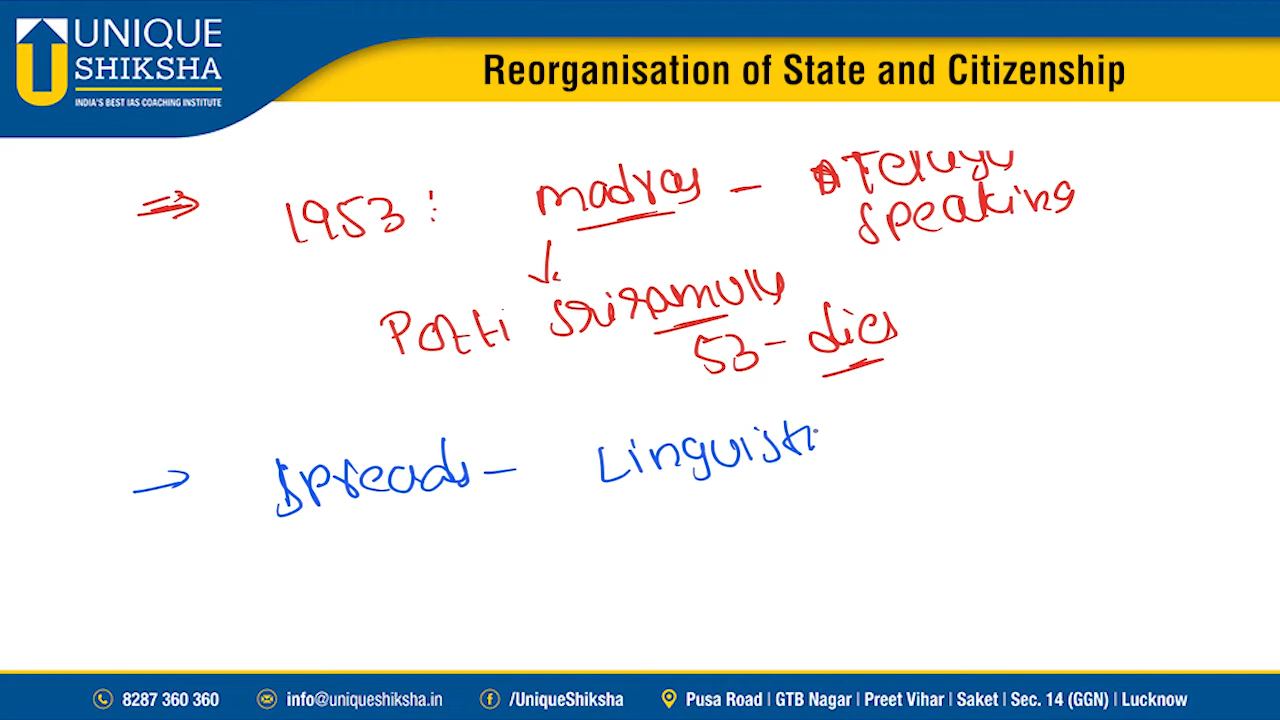 UNIQUE
SHIKSHA
INDIA'S BEST IAS COACHING INSTITUTE
Reorganisation of State and Citizenship
⇒ 1953: madras - Telugu
speaking
Potti Sriramulu
53 - dies
→ spreads - Linguisti
8287 360 360 info@uniqueshiksha.in /UniqueShiksha Pusa Road | GTB Nagar | Preet Vihar | Saket | Sec. 14 (GGN) | Lucknow